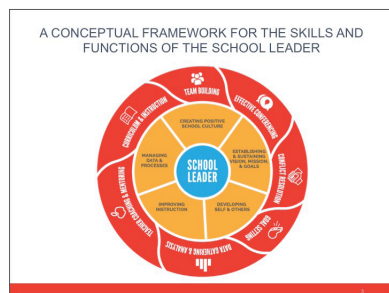 A CONCEPTUAL FRAMEWORK FOR THE SKILLS AND
FUNCTIONS OF THE SCHOOL LEADER
TEAM BUILDING
EFFECTIVE CONFERENCING
CONFLICT RESOLUTION
GOAL SETTING
DATA GATHERING & ANALYSIS
TEACHER COACHING & MENTORING
CURRICULUM & INSTRUCTION
CREATING POSITIVE
SCHOOL CULTURE
ESTABLISHING
& SUSTAINING
VISION, MISSION,
& GOALS
DEVELOPING
SELF & OTHERS
IMPROVING
INSTRUCTION
MANAGING
DATA &
PROCESSES
SCHOOL
LEADER